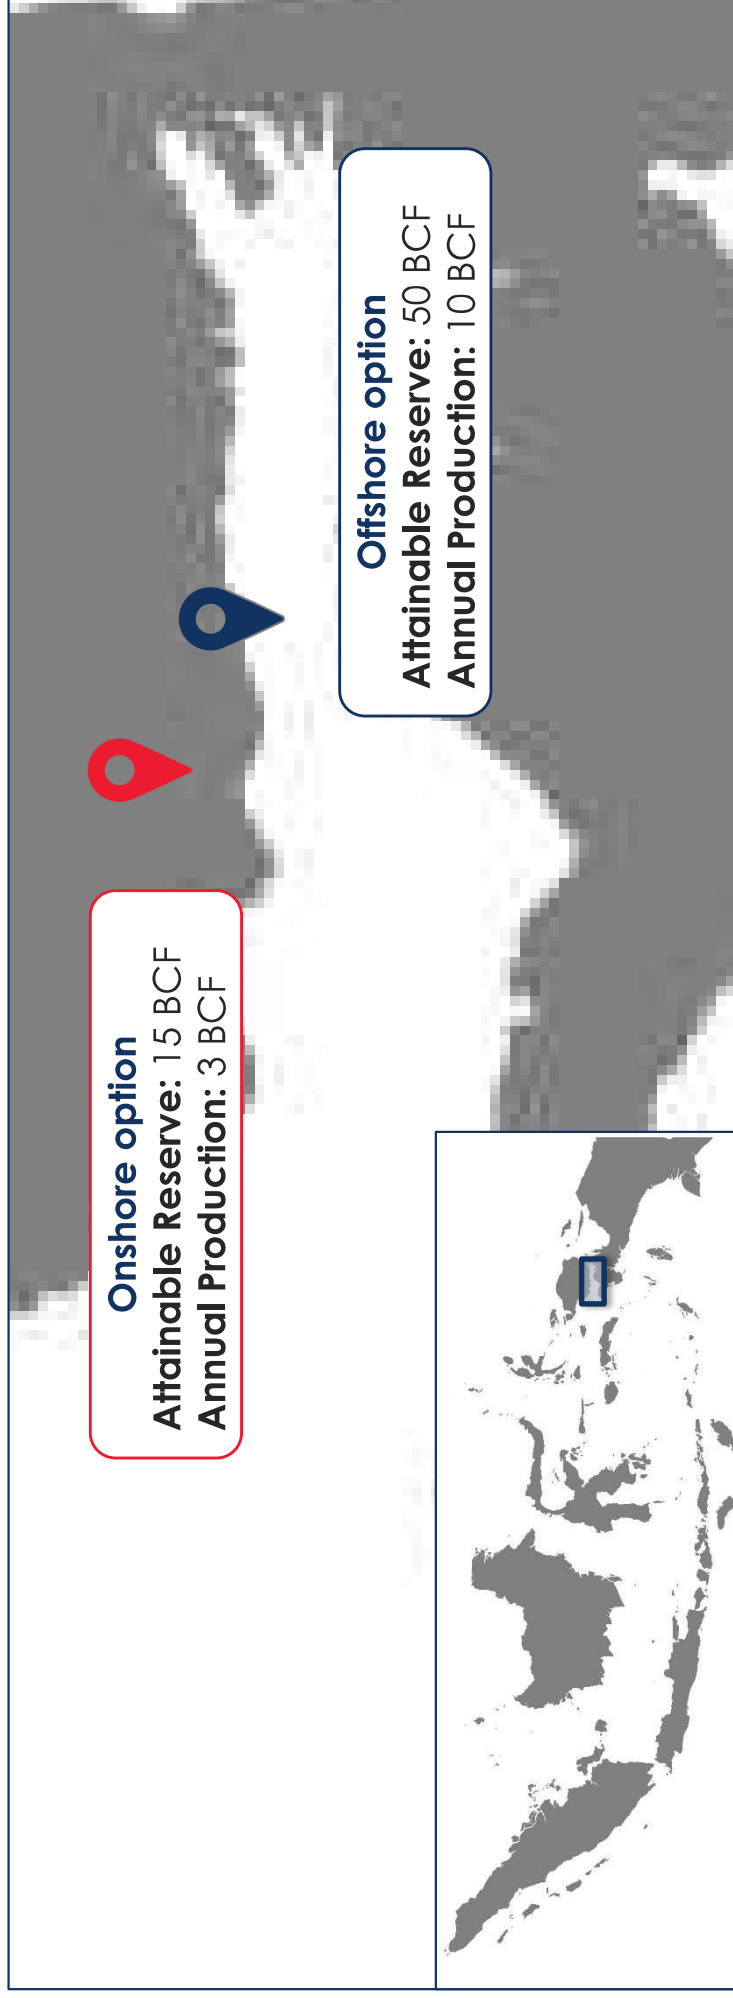 Onshore option
Attainable Reserve: 15 BCF
Annual Production: 3 BCF
Offshore option
Attainable Reserve: 50 BCF
Annual Production: 10 BCF